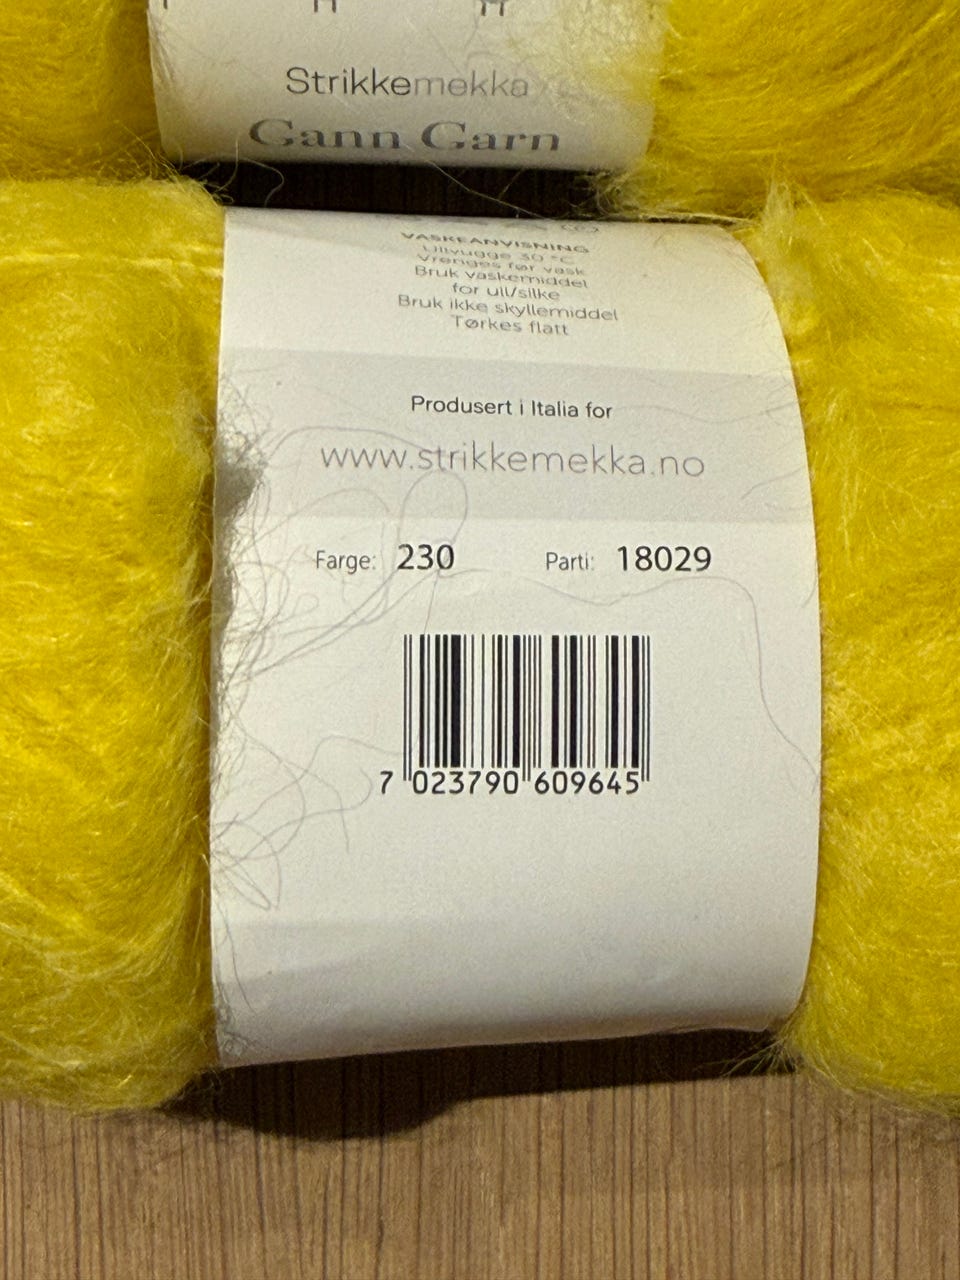 Strikkemekka
Gann Garn
VASKEANVISNING
Ullvugge 30 °C
Vrenges før vask
Bruk vaskemiddel
for ull/silke
Bruk ikke skyllemiddel
Tørkes flatt
Produsert i Italia for
www.strikkemekka.no
Farge: 230 Parti: 18029
7 023790 609645